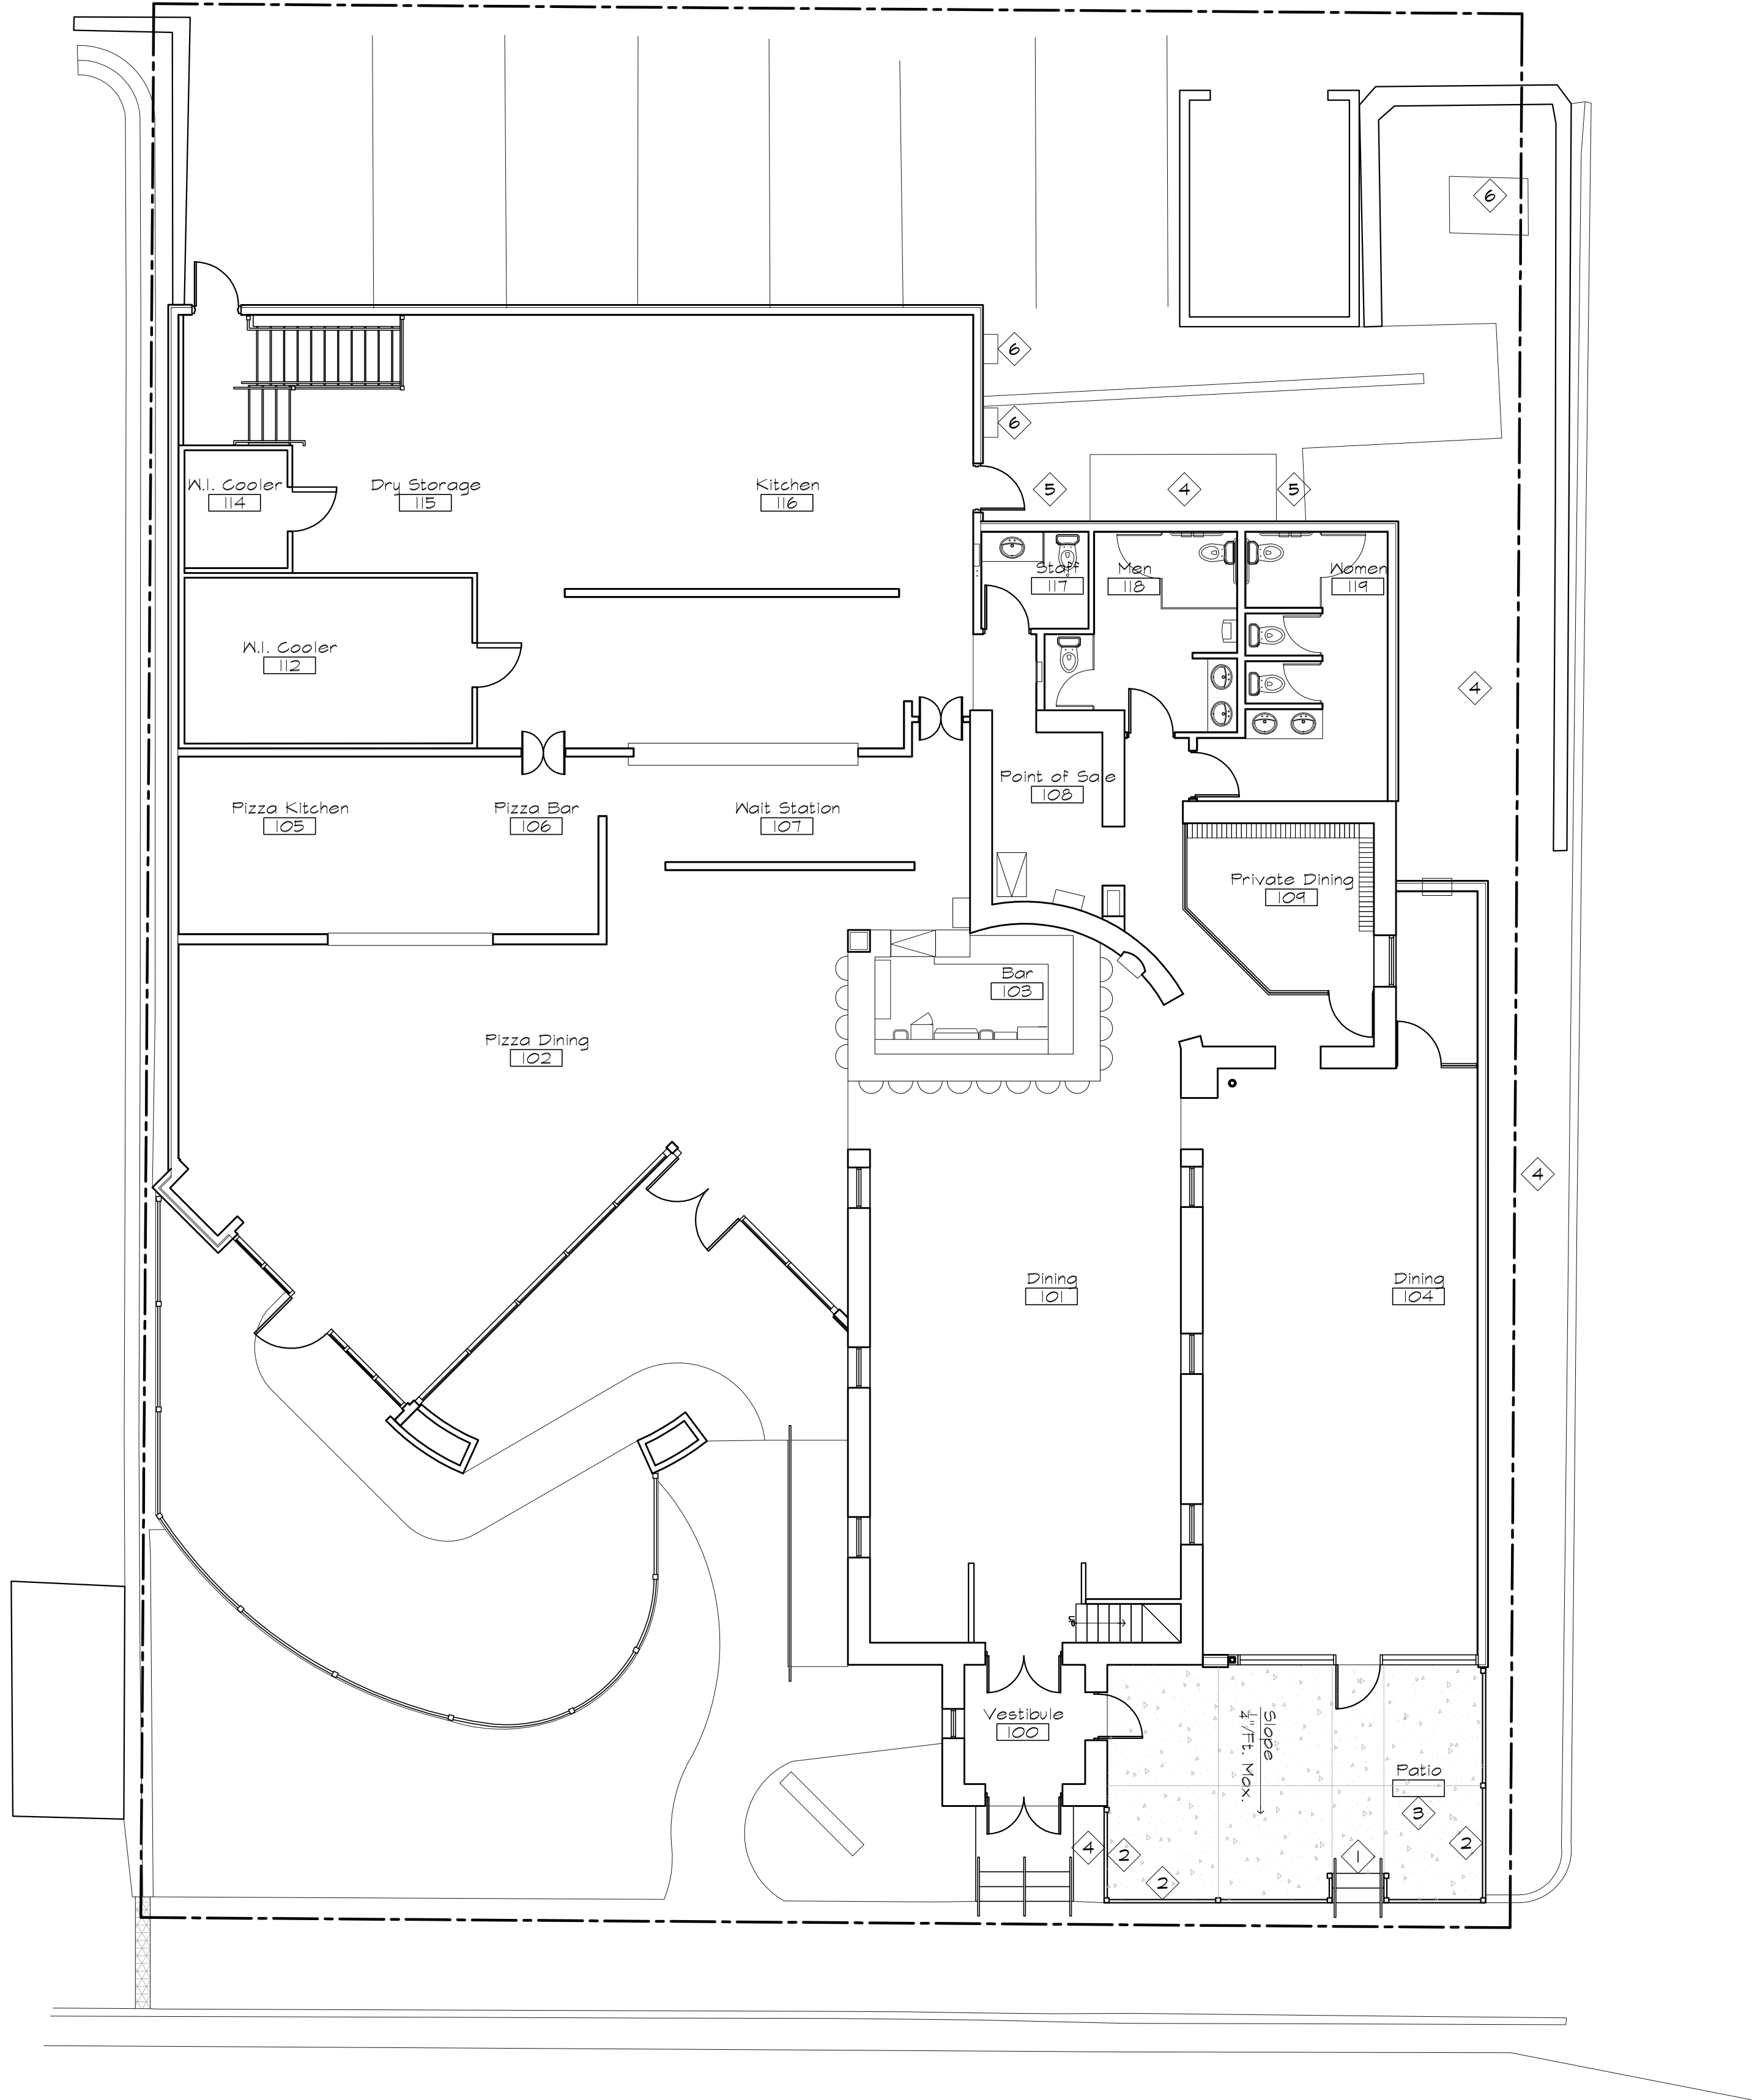 6
6
6
W.I. Cooler
114
Dry Storage
115
Kitchen
116
5
4
5
Staff
117
Men
118
Women
119
W.I. Cooler
112
4
Point of Sale
108
Pizza Kitchen
105
Pizza Bar
106
Wait Station
107
Private Dining
109
Bar
103
Pizza Dining
102
4
Dining
101
Dining
104
Vestibule
100
Slope
¼"/Ft. Max.
Patio
3
4
2
2
1
2